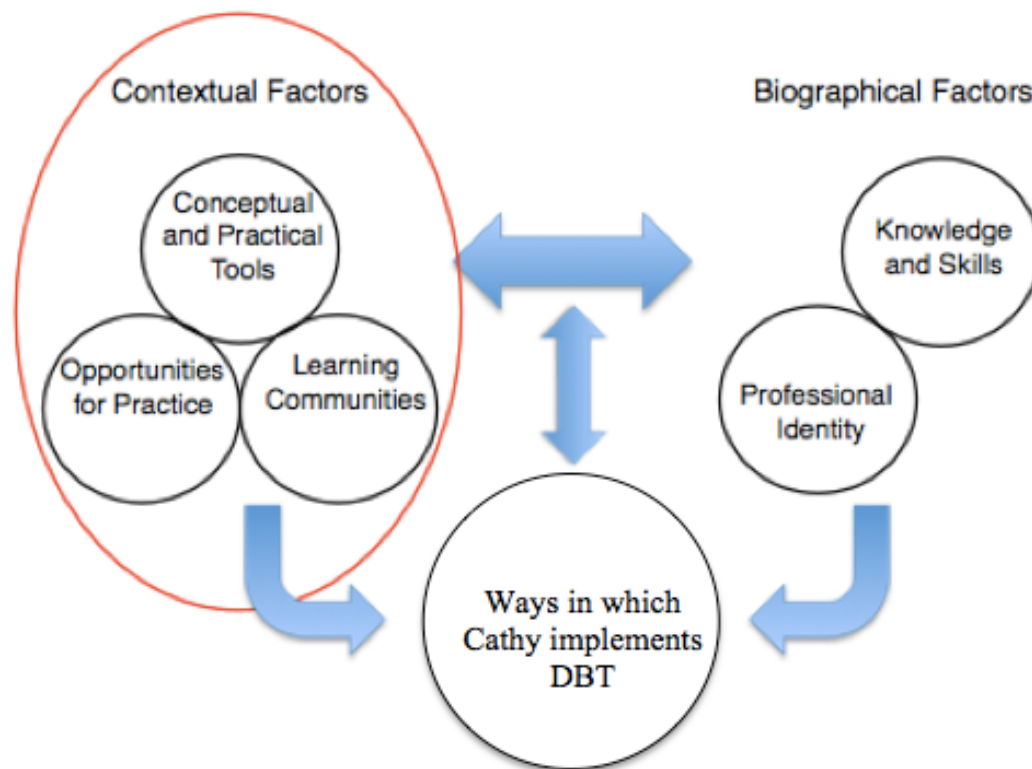 Contextual Factors
Biographical Factors
Conceptual
and Practical
Tools
Opportunities
for Practice
Learning
Communities
Knowledge
and Skills
Professional
Identity
Ways in which
Cathy implements
DBT